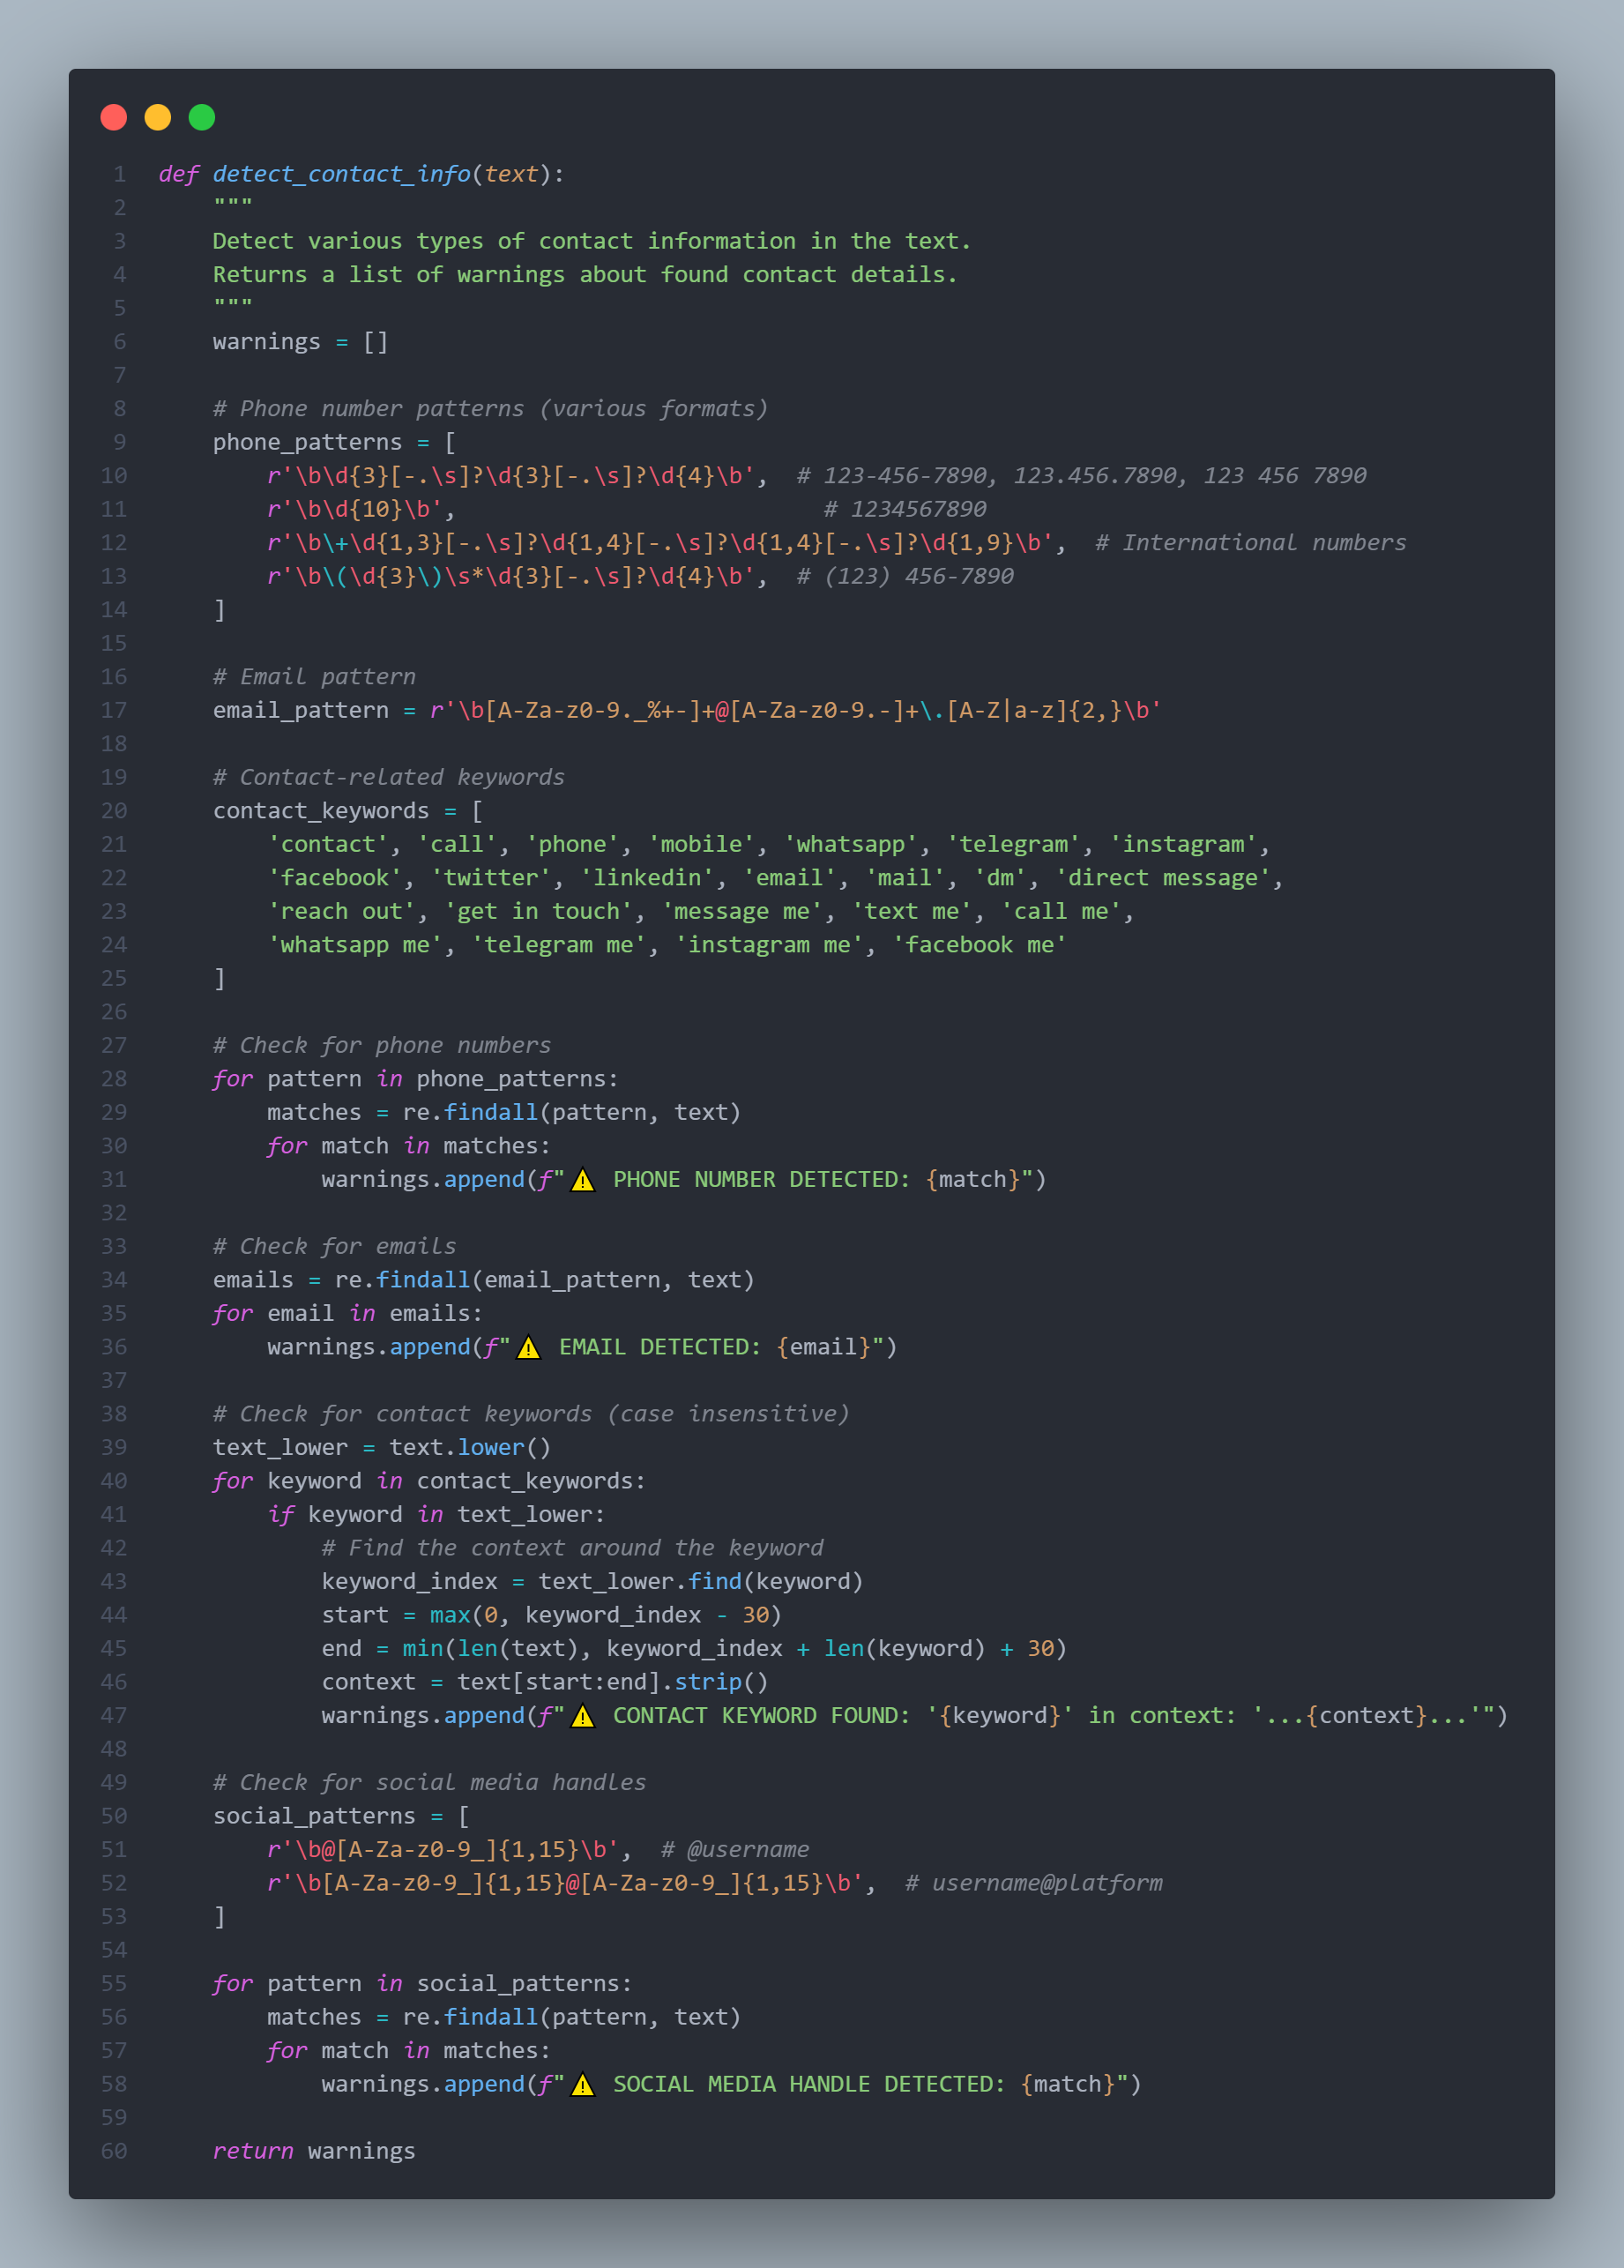 1 def detect_contact_info(text):
2     """
3     Detect various types of contact information in the text.
4     Returns a list of warnings about found contact details.
5     """
6     warnings = []
7
8     # Phone number patterns (various formats)
9     phone_patterns = [
10         r'\b\d{3}[-.\s]?\d{3}[-.\s]?\d{4}\b',  # 123-456-7890, 123.456.7890, 123 456 7890
11         r'\b\d{10}\b',                           # 1234567890
12         r'\b\+\d{1,3}[-.\s]?\d{1,4}[-.\s]?\d{1,4}[-.\s]?\d{1,9}\b',  # International numbers
13         r'\b\(\d{3}\)\s*\d{3}[-.\s]?\d{4}\b',  # (123) 456-7890
14     ]
15
16     # Email pattern
17     email_pattern = r'\b[A-Za-z0-9._%+-]+@[A-Za-z0-9.-]+\.[A-Z|a-z]{2,}\b'
18
19     # Contact-related keywords
20     contact_keywords = [
21         'contact', 'call', 'phone', 'mobile', 'whatsapp', 'telegram', 'instagram',
22         'facebook', 'twitter', 'linkedin', 'email', 'mail', 'dm', 'direct message',
23         'reach out', 'get in touch', 'message me', 'text me', 'call me',
24         'whatsapp me', 'telegram me', 'instagram me', 'facebook me'
25     ]
26
27     # Check for phone numbers
28     for pattern in phone_patterns:
29         matches = re.findall(pattern, text)
30         for match in matches:
31             warnings.append(f"⚠️ PHONE NUMBER DETECTED: {match}")
32
33     # Check for emails
34     emails = re.findall(email_pattern, text)
35     for email in emails:
36         warnings.append(f"⚠️ EMAIL DETECTED: {email}")
37
38     # Check for contact keywords (case insensitive)
39     text_lower = text.lower()
40     for keyword in contact_keywords:
41         if keyword in text_lower:
42             # Find the context around the keyword
43             keyword_index = text_lower.find(keyword)
44             start = max(0, keyword_index - 30)
45             end = min(len(text), keyword_index + len(keyword) + 30)
46             context = text[start:end].strip()
47             warnings.append(f"⚠️ CONTACT KEYWORD FOUND: '{keyword}' in context: '...{context}...'")
48
49     # Check for social media handles
50     social_patterns = [
51         r'\b@[A-Za-z0-9_]{1,15}\b',  # @username
52         r'\b[A-Za-z0-9_]{1,15}@[A-Za-z0-9_]{1,15}\b',  # username@platform
53     ]
54
55     for pattern in social_patterns:
56         matches = re.findall(pattern, text)
57         for match in matches:
58             warnings.append(f"⚠️ SOCIAL MEDIA HANDLE DETECTED: {match}")
59
60     return warnings